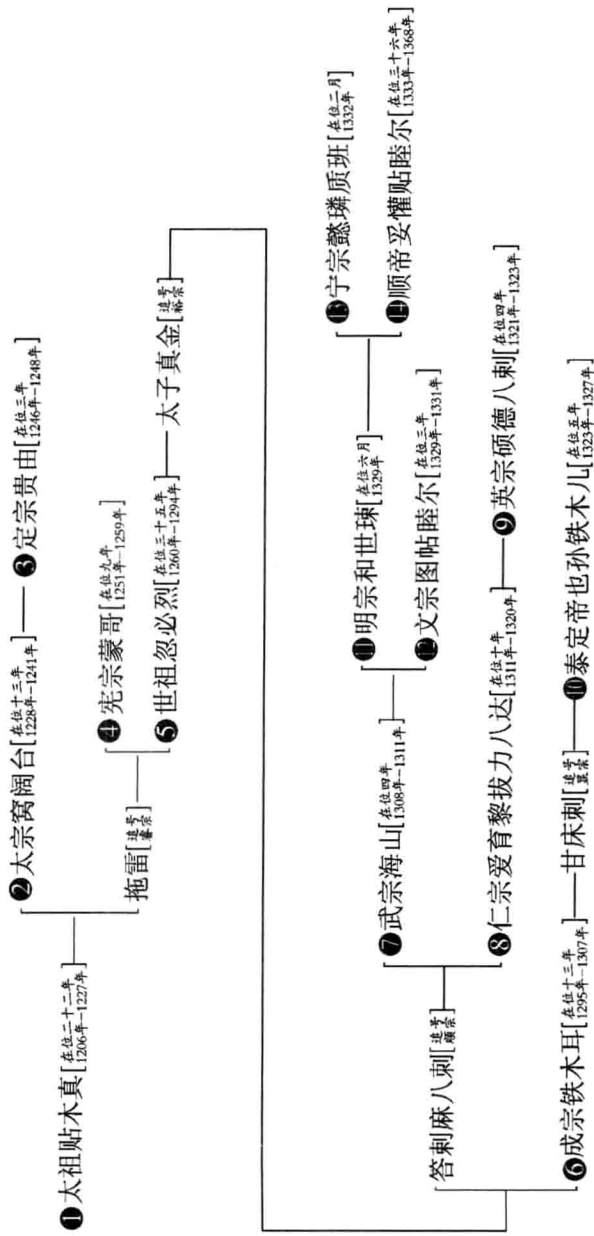 ❶太祖贴木真[在位二十二年 1206年-1227年]
❷太宗窝阔台[在位十三年 1228年-1241年]
❸定宗贵由[在位三年 1246年-1248年]
拖雷[追号睿宗]
❹宪宗蒙哥[在位九年 1251年-1259年]
❺世祖忽必烈[在位三十五年 1260年-1294年]
太子真金[追号裕宗]
答剌麻八剌[追号顺宗]
❼武宗海山[在位四年 1308年-1311年]
⓫明宗和世㻋[在位六月 1329年]
⓭宁宗懿璘质班[在位二月 1332年]
⓮顺帝妥懽贴睦尔[在位三十六年 1333年-1368年]
⓬文宗图帖睦尔[在位三年 1329年-1331年]
❽仁宗爱育黎拔力八达[在位十年 1311年-1320年]
❾英宗硕德八剌[在位四年 1321年-1323年]
❻成宗铁木耳[在位十三年 1295年-1307年]
甘床剌[追号显宗]
❿泰定帝也孙铁木儿[在位五年 1323年-1327年]